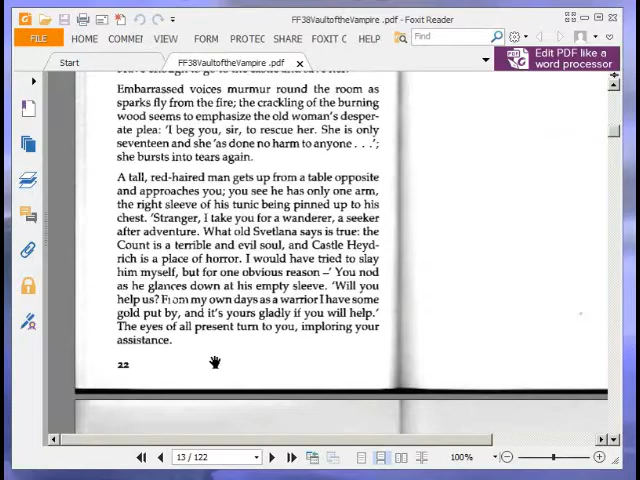 FF38VaultoftheVampire .pdf - Foxit Reader
FILE HOME COMMEN VIEW FORM PROTEC SHARE FOXIT C HELP Find
Start FF38VaultoftheVampire .pdf × Edit PDF like a
word processor
Embarrassed voices murmur round the room as
sparks fly from the fire; the crackling of the burning
wood seems to emphasize the old woman's desper-
ate plea: 'I beg you, sir, to rescue her. She is only
seventeen and she 'as done no harm to anyone . . .';
she bursts into tears again.
A tall, red-haired man gets up from a table opposite
and approaches you; you see he has only one arm,
the right sleeve of his tunic being pinned up to his
chest. 'Stranger, I take you for a wanderer, a seeker
after adventure. What old Svetlana says is true: the
Count is a terrible and evil soul, and Castle Heyd-
rich is a place of horror. I would have tried to slay
him myself, but for one obvious reason –' You nod
as he glances down at his empty sleeve. 'Will you
help us? From my own days as a warrior I have some
gold put by, and it's yours gladly if you will help.'
The eyes of all present turn to you, imploring your
assistance.
22
13 / 122 100%